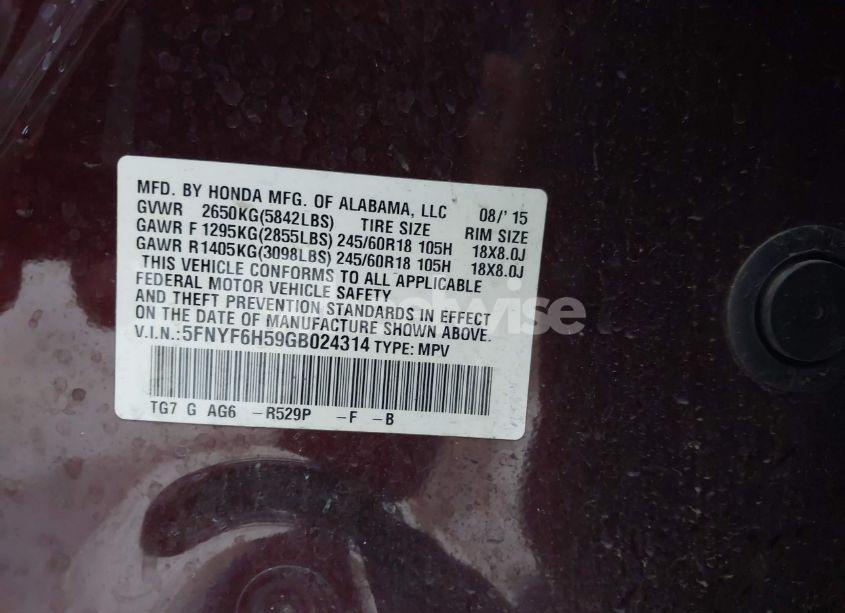 MFD. BY HONDA MFG. OF ALABAMA, LLC 08/' 15
GVWR 2650KG(5842LBS) TIRE SIZE RIM SIZE
GAWR F 1295KG(2855LBS) 245/60R18 105H 18X8.0J
GAWR R1405KG(3098LBS) 245/60R18 105H 18X8.0J
THIS VEHICLE CONFORMS TO ALL APPLICABLE
FEDERAL MOTOR VEHICLE SAFETY
AND THEFT PREVENTION STANDARDS IN EFFECT
ON THE DATE OF MANUFACTURE SHOWN ABOVE.
V.I.N.:5FNYF6H59GB024314 TYPE: MPV
TG7 G AG6 -R529P -F -B